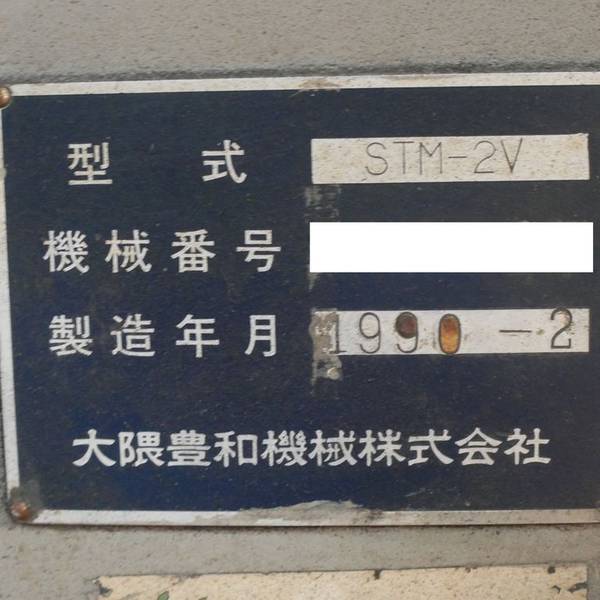 型式 STM-2V
機械番号
製造年月 1990-2
大隈豊和機械株式会社